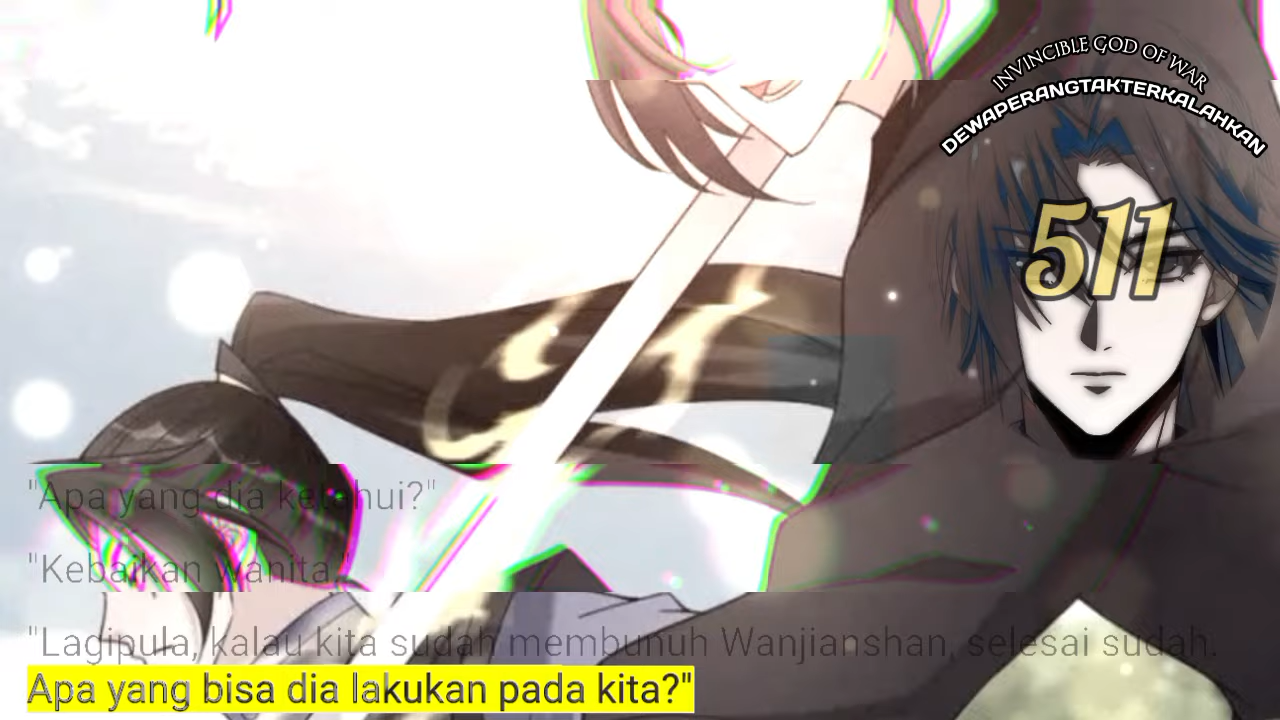 INVINCIBLE GOD OF WAR
DEWAPERANGTAKTERKALAHKAN
511
"Apa yang dia ketahui?"
"Kebaikan wanita."
"Lagipula, kalau kita sudah membunuh Wanjianshan, selesai sudah.
Apa yang bisa dia lakukan pada kita?"